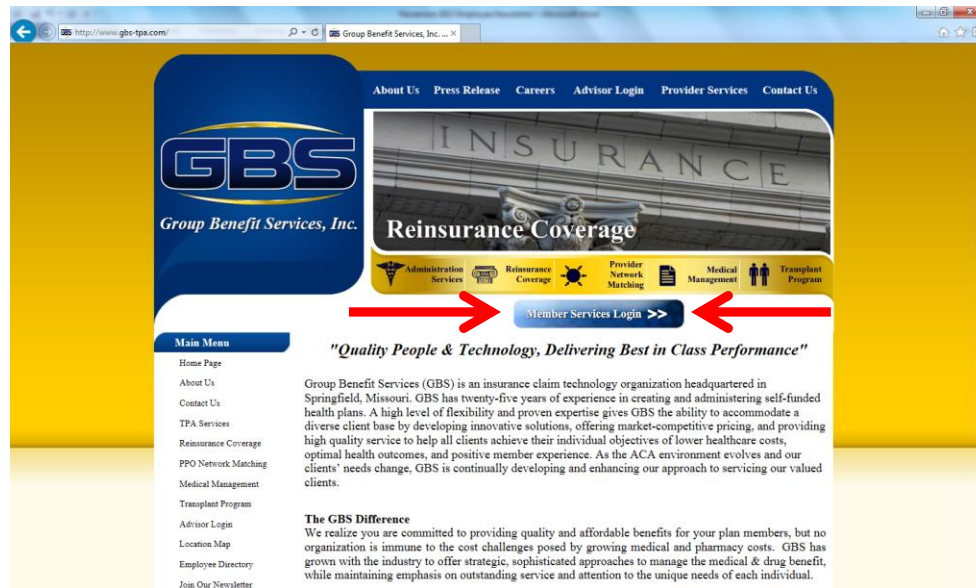 http://www.gbs-tpa.com/
GBS Group Benefit Services, Inc. ...
About Us Press Release Careers Advisor Login Provider Services Contact Us
GBS
Group Benefit Services, Inc.
INSURANCE
Reinsurance Coverage
Administration Services
Reinsurance Coverage
Provider Network Matching
Medical Management
Transplant Program
Member Services Login >>
Main Menu
Home Page
About Us
Contact Us
TPA Services
Reinsurance Coverage
PPO Network Matching
Medical Management
Transplant Program
Advisor Login
Location Map
Employee Directory
Join Our Newsletter
"Quality People & Technology, Delivering Best in Class Performance"
Group Benefit Services (GBS) is an insurance claim technology organization headquartered in
Springfield, Missouri. GBS has twenty-five years of experience in creating and administering self-funded
health plans. A high level of flexibility and proven expertise gives GBS the ability to accommodate a
diverse client base by developing innovative solutions, offering market-competitive pricing, and providing
high quality service to help all clients achieve their individual objectives of lower healthcare costs,
optimal health outcomes, and positive member experience. As the ACA environment evolves and our
clients' needs change, GBS is continually developing and enhancing our approach to servicing our valued
clients.
The GBS Difference
We realize you are committed to providing quality and affordable benefits for your plan members, but no
organization is immune to the cost challenges posed by growing medical and pharmacy costs. GBS has
grown with the industry to offer strategic, sophisticated approaches to manage the medical & drug benefit,
while maintaining emphasis on outstanding service and attention to the unique needs of each individual.